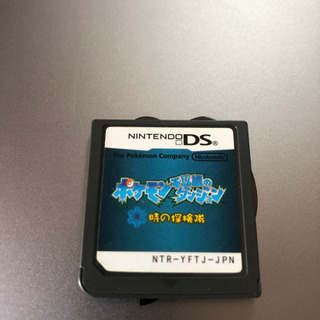 NINTENDO DS®
The Pokémon Company Nintendo
ポケモン不思議のダンジョン
時の探検隊
NTR-YFTJ-JPN